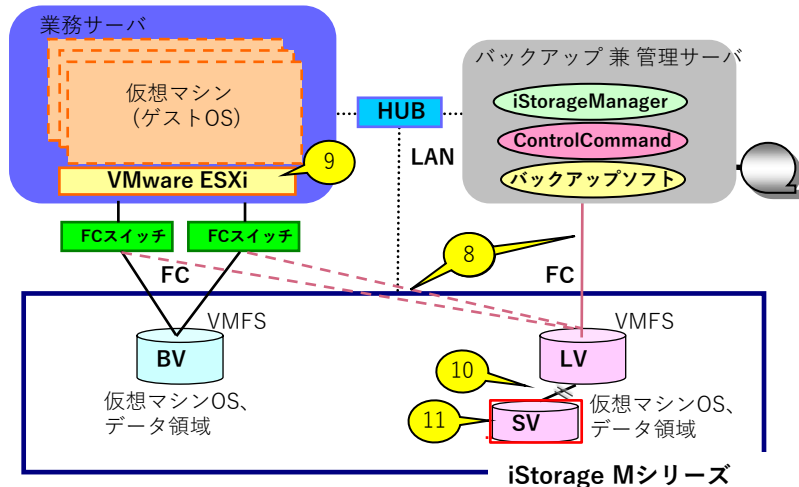 業務サーバ
仮想マシン
(ゲストOS)
VMware ESXi
9
HUB
LAN
バックアップ 兼 管理サーバ
iStorageManager
ControlCommand
バックアップソフト
FCスイッチ
FCスイッチ
FC
8
FC
VMFS
BV
仮想マシンOS、
データ領域
VMFS
LV
10
11
SV
仮想マシンOS、
データ領域
iStorage Mシリーズ